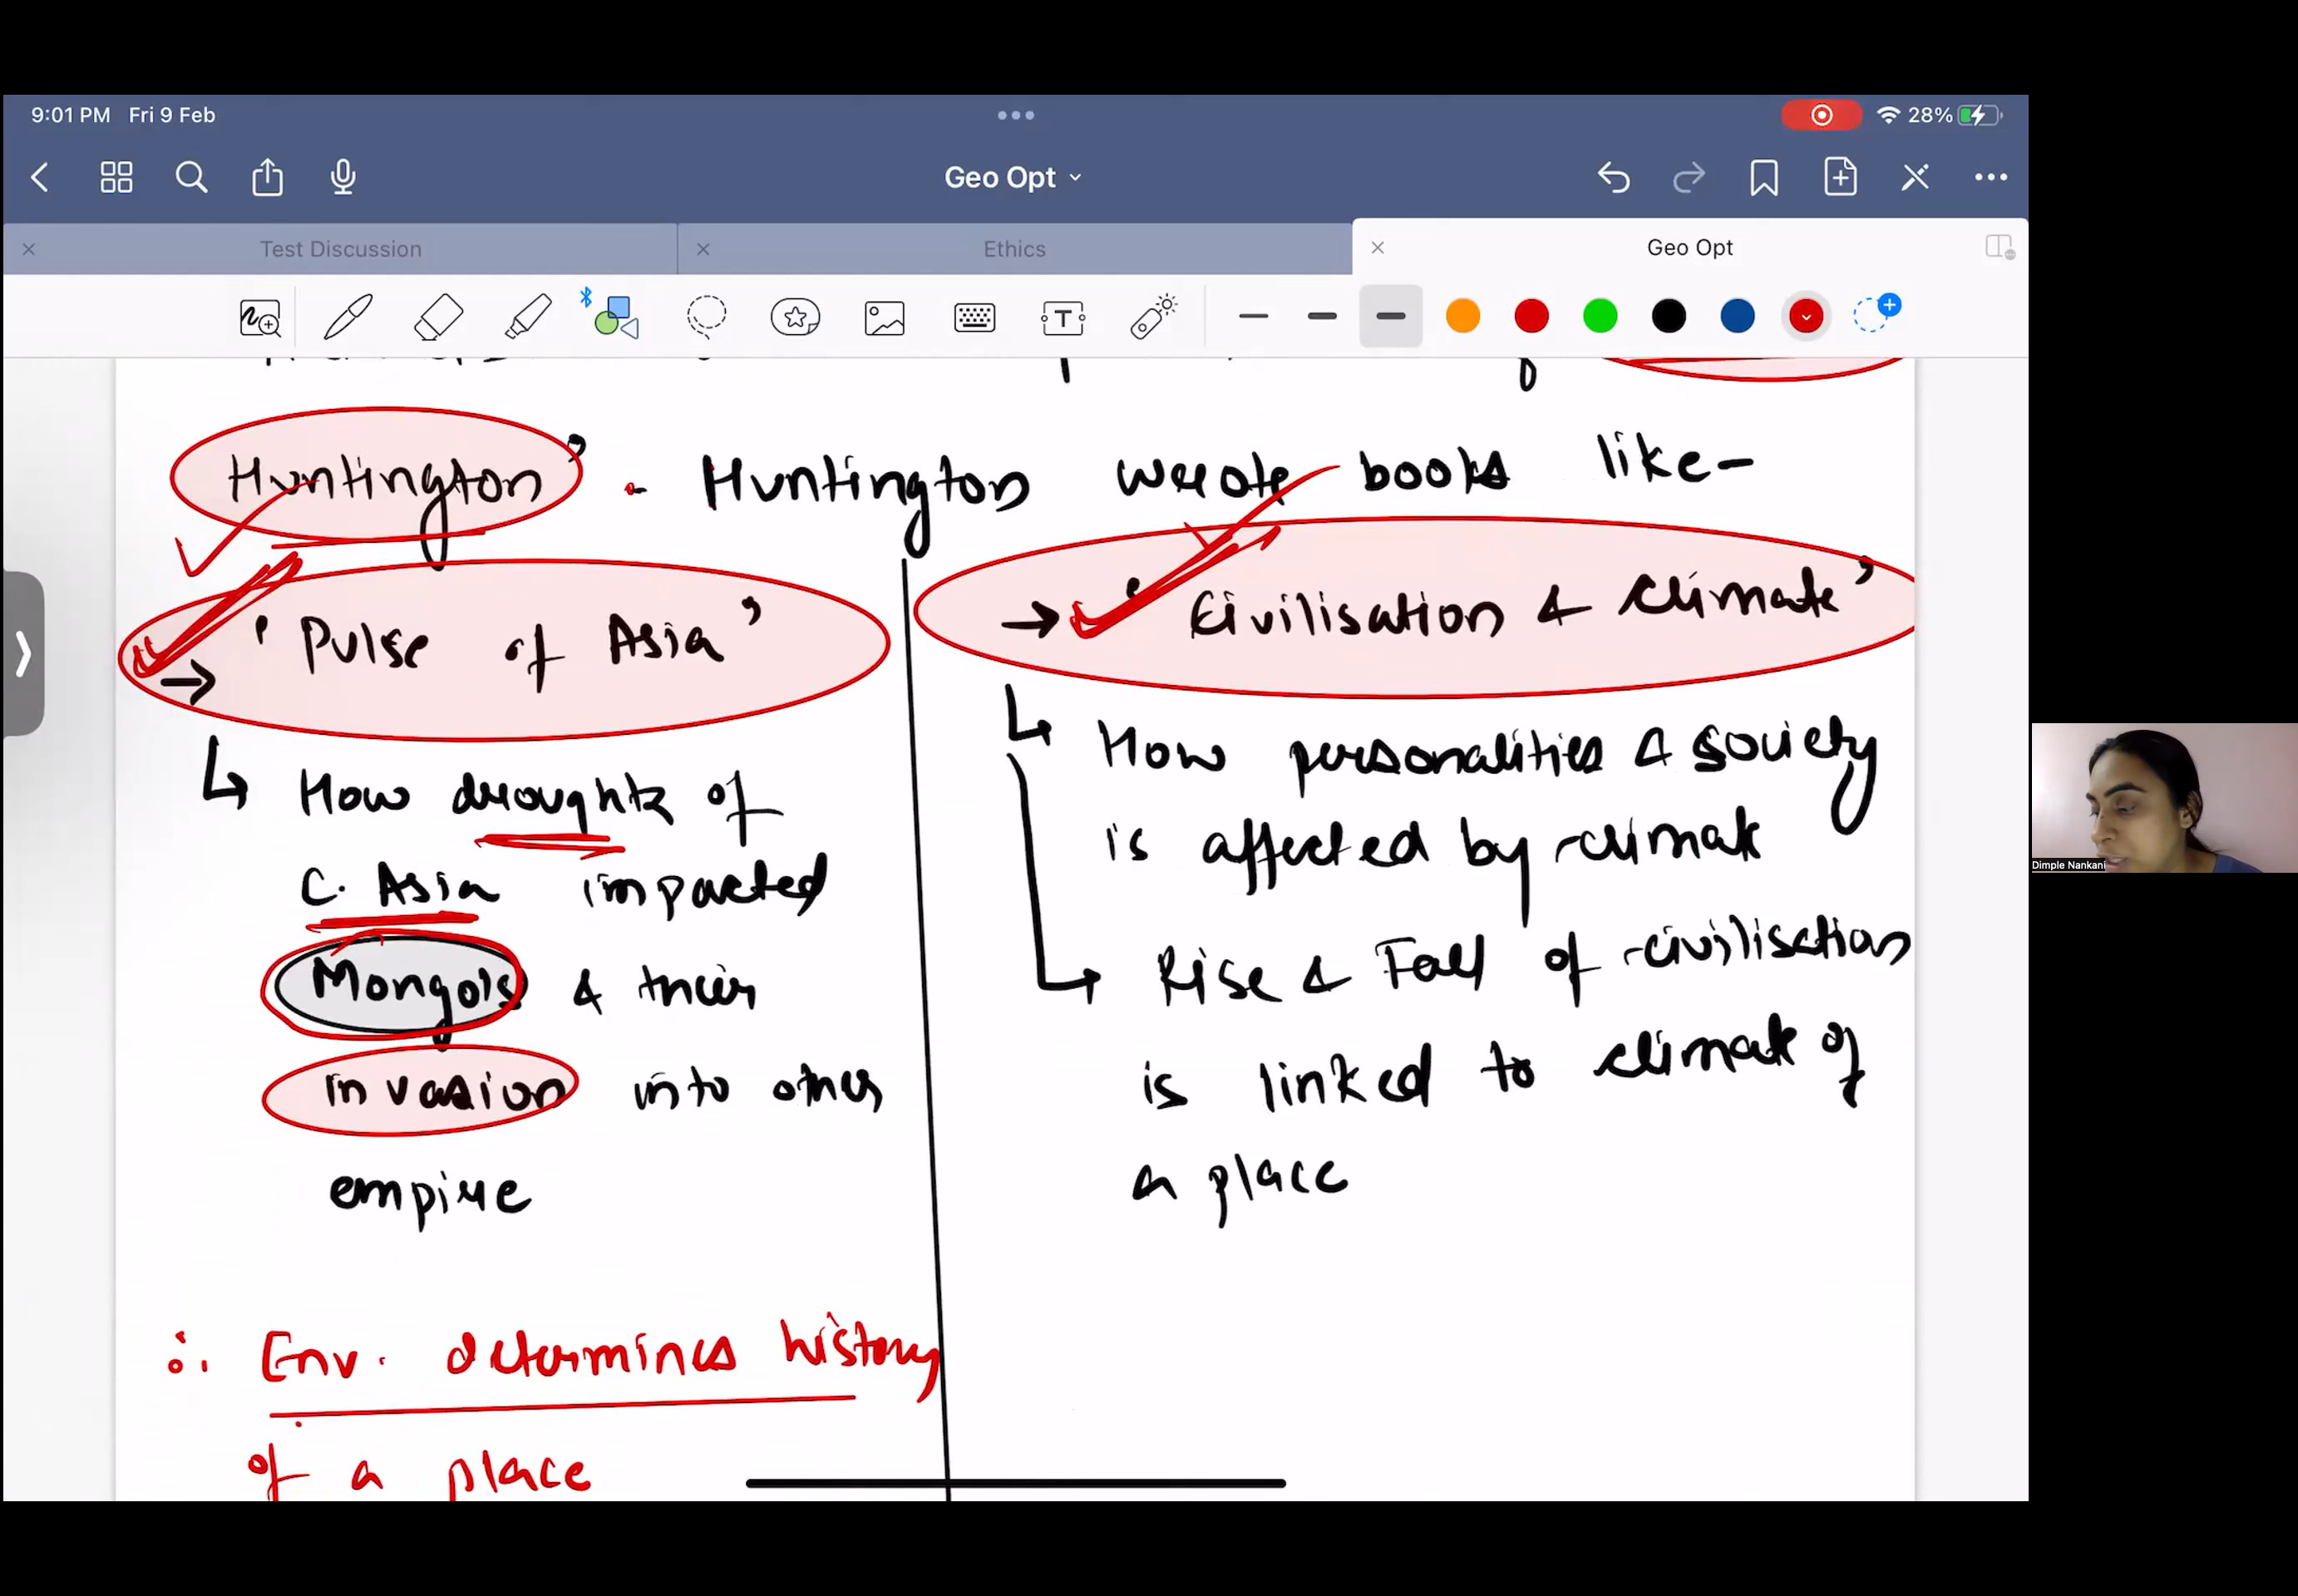 9:01 PM Fri 9 Feb
28%
Geo Opt
Test Discussion
Ethics
Geo Opt
Huntington' - Huntington wrote books like-
→ 'Pulse of Asia'
↳ How droughts of
C. Asia impacted
Mongols & their
invasion into other
empire
∴ Env. determines history
of a place
→ 'Civilisation & climate'
↳ How personalities & society
is affected by climate
↳ Rise & Fall of civilisation
is linked to climate of
a place
Dimple Nankani